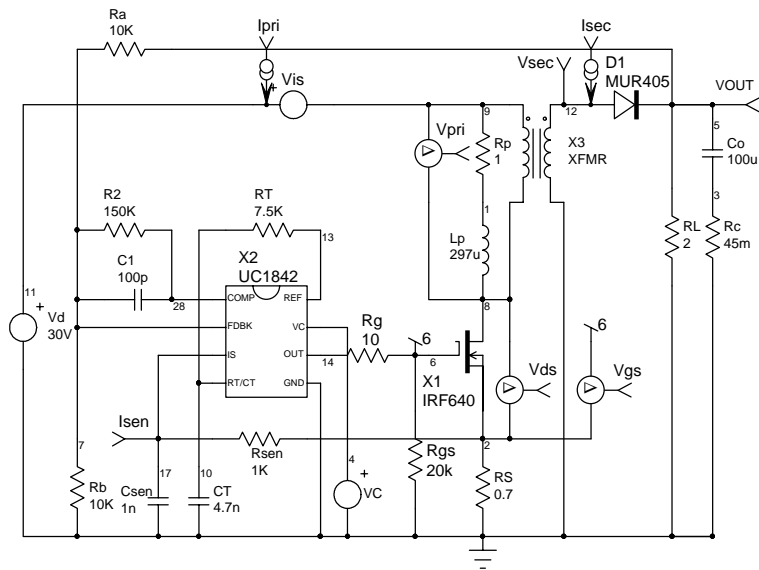 Ra
10K
Ipri
Isec
Vis
+
Vsec
D1
MUR405
12
VOUT
9
Vpri
Rp
1
X3
XFMR
5
Co
100u
R2
150K
RT
7.5K
13
1
3
C1
100p
X2
UC1842
Lp
297u
RL
2
Rc
45m
11
+
Vd
30V
28
COMP
REF
FDBK
VC
IS
OUT
RT/CT
GND
8
Rg
10
6
6
14
6
X1
IRF640
Vds
Vgs
Isen
7
17
10
Rsen
1K
4
+
Rgs
20k
2
Rb
10K
Csen
1n
CT
4.7n
VC
RS
0.7